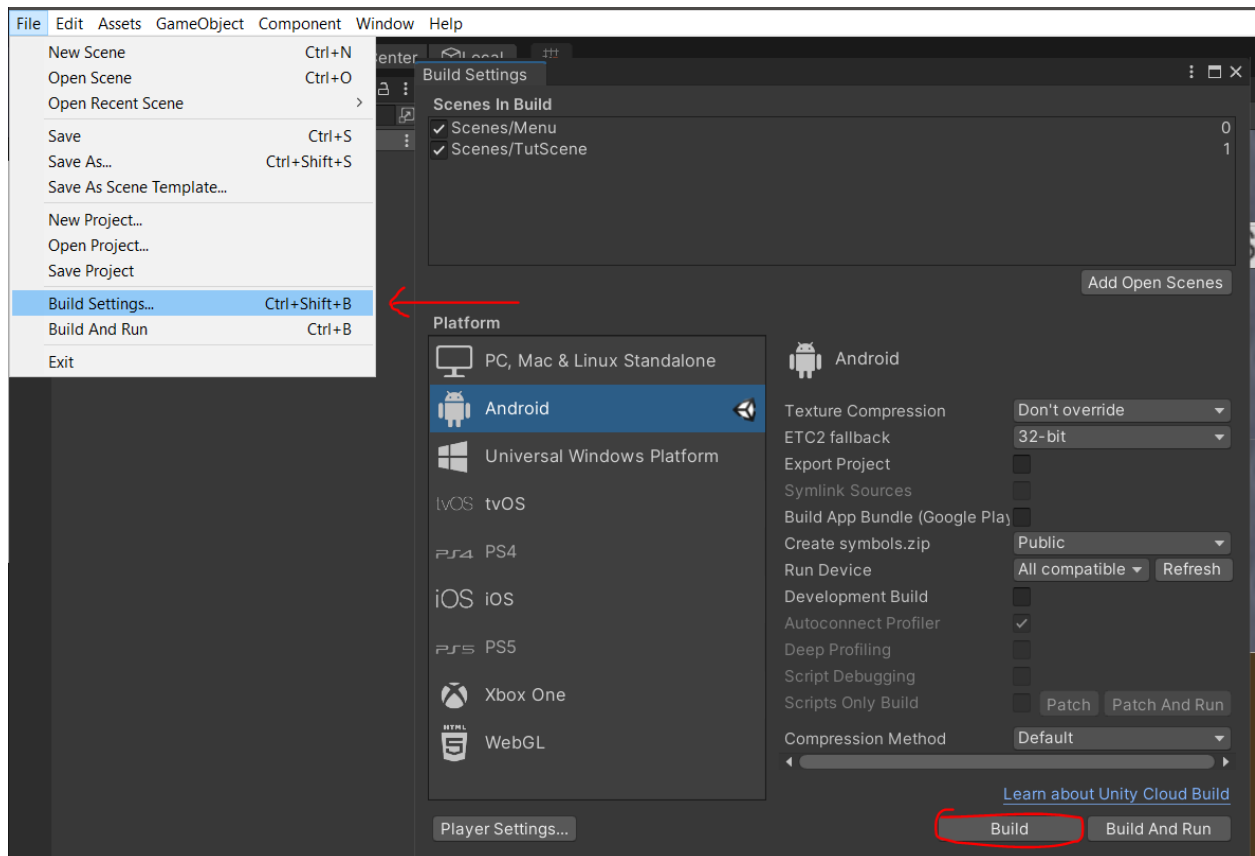 File Edit Assets GameObject Component Window Help
New Scene Ctrl+N
Open Scene Ctrl+O
Open Recent Scene >
Save Ctrl+S
Save As... Ctrl+Shift+S
Save As Scene Template...
New Project...
Open Project...
Save Project
Build Settings... Ctrl+Shift+B
Build And Run Ctrl+B
Exit
enter Local
Build Settings
Scenes In Build
Scenes/Menu 0
Scenes/TutScene 1
Add Open Scenes
Platform
PC, Mac & Linux Standalone
Android
Universal Windows Platform
tvOS tvOS
PS4 PS4
iOS iOS
PS5 PS5
Xbox One
HTML 5 WebGL
Android
Texture Compression Don't override
ETC2 fallback 32-bit
Export Project
Symlink Sources
Build App Bundle (Google Play
Create symbols.zip Public
Run Device All compatible Refresh
Development Build
Autoconnect Profiler
Deep Profiling
Script Debugging
Scripts Only Build Patch Patch And Run
Compression Method Default
Learn about Unity Cloud Build
Player Settings... Build Build And Run